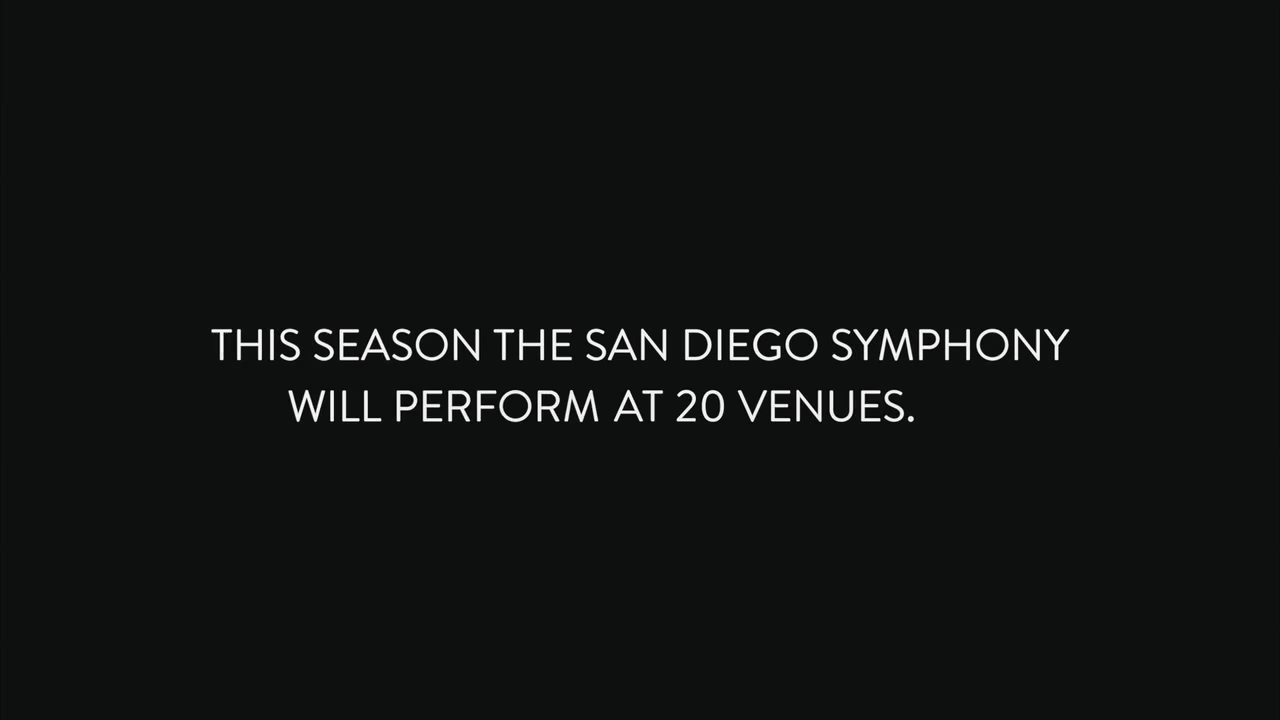 THIS SEASON THE SAN DIEGO SYMPHONY
WILL PERFORM AT 20 VENUES.